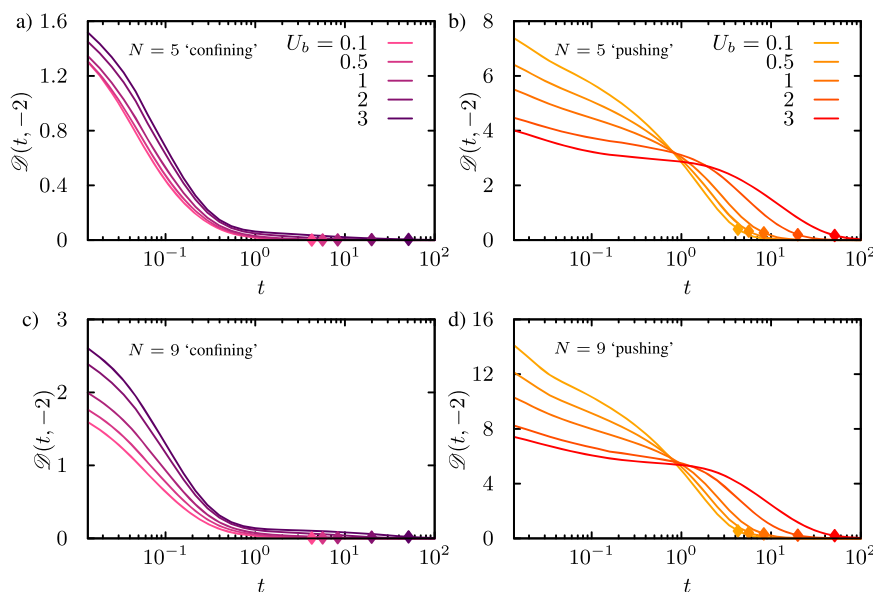 a)
N = 5 ‘confining’
U_b = 0.1
0.5
1
2
3
𝒟(t, −2)
1.6
1.2
0.8
0.4
0
10^−1
10^0
10^1
10^2
t
b)
N = 5 ‘pushing’
U_b = 0.1
0.5
1
2
3
𝒟(t, −2)
8
6
4
2
0
10^−1
10^0
10^1
10^2
t
c)
N = 9 ‘confining’
𝒟(t, −2)
3
2
1
0
10^−1
10^0
10^1
10^2
t
d)
N = 9 ‘pushing’
𝒟(t, −2)
16
12
8
4
0
10^−1
10^0
10^1
10^2
t